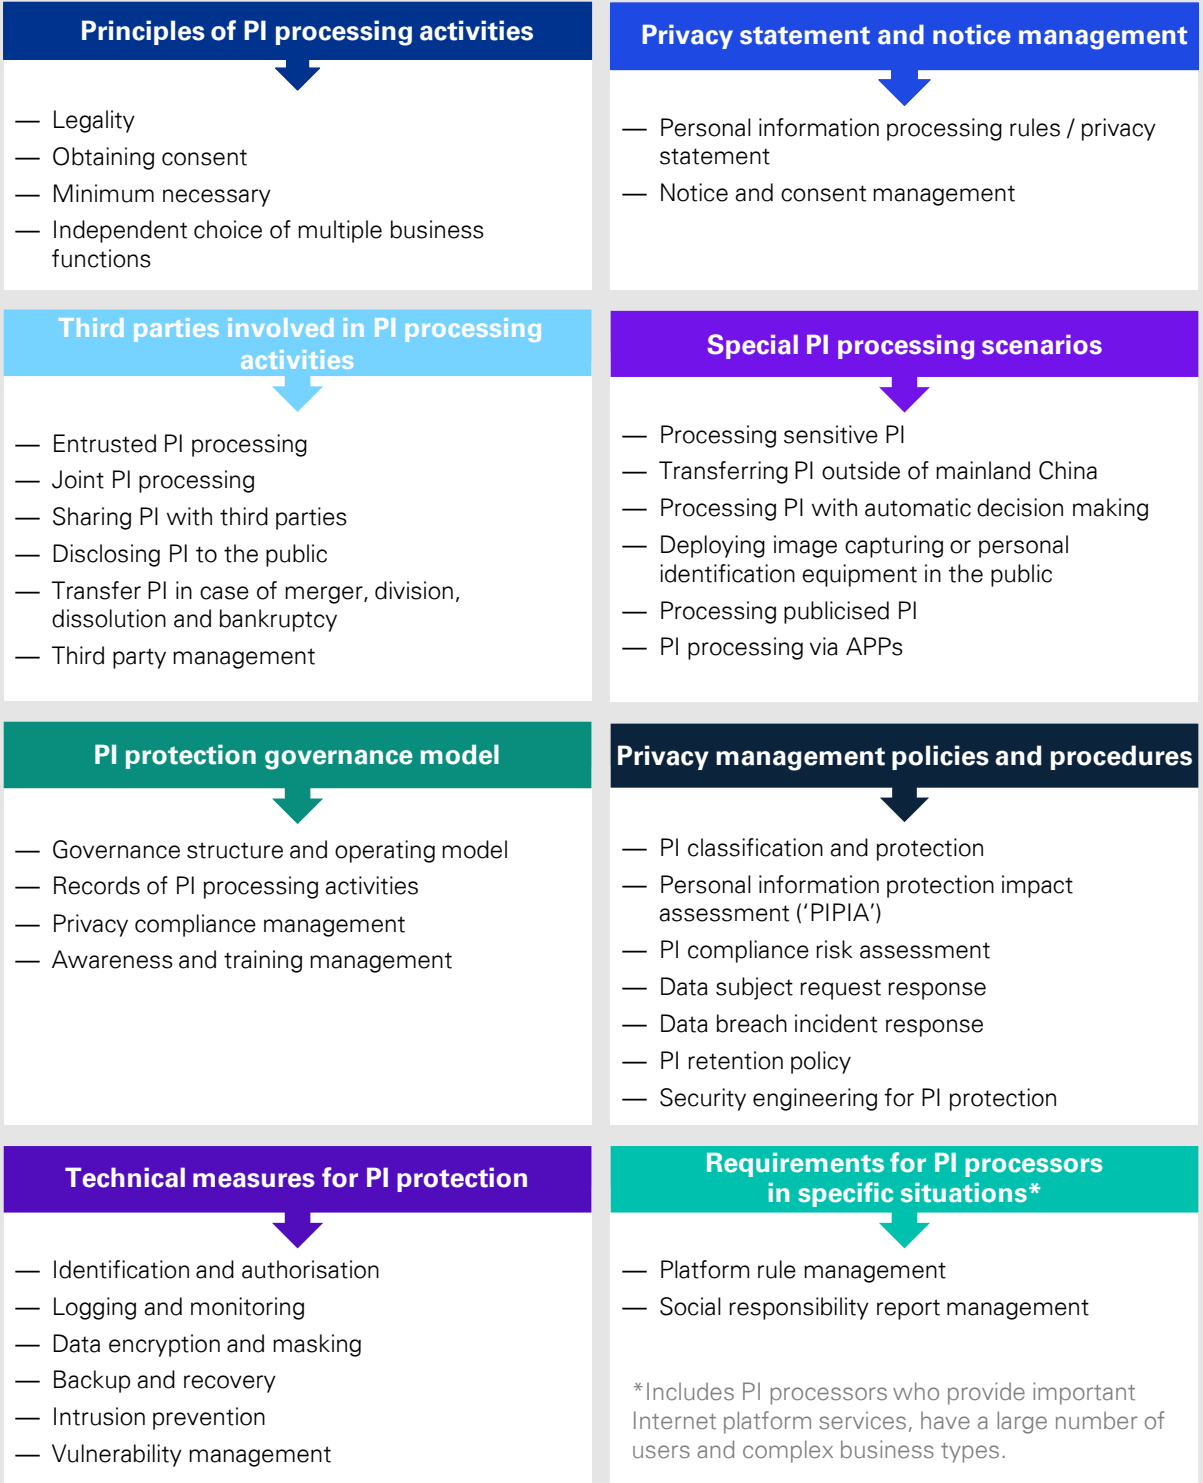 Principles of PI processing activities
— Legality
— Obtaining consent
— Minimum necessary
— Independent choice of multiple business
functions
Privacy statement and notice management
— Personal information processing rules / privacy
statement
— Notice and consent management
Third parties involved in PI processing
activities
— Entrusted PI processing
— Joint PI processing
— Sharing PI with third parties
— Disclosing PI to the public
— Transfer PI in case of merger, division,
dissolution and bankruptcy
— Third party management
Special PI processing scenarios
— Processing sensitive PI
— Transferring PI outside of mainland China
— Processing PI with automatic decision making
— Deploying image capturing or personal
identification equipment in the public
— Processing publicised PI
— PI processing via APPs
PI protection governance model
— Governance structure and operating model
— Records of PI processing activities
— Privacy compliance management
— Awareness and training management
Privacy management policies and procedures
— PI classification and protection
— Personal information protection impact
assessment (‘PIPIA’)
— PI compliance risk assessment
— Data subject request response
— Data breach incident response
— PI retention policy
— Security engineering for PI protection
Technical measures for PI protection
— Identification and authorisation
— Logging and monitoring
— Data encryption and masking
— Backup and recovery
— Intrusion prevention
— Vulnerability management
Requirements for PI processors
in specific situations*
— Platform rule management
— Social responsibility report management
*Includes PI processors who provide important
Internet platform services, have a large number of
users and complex business types.